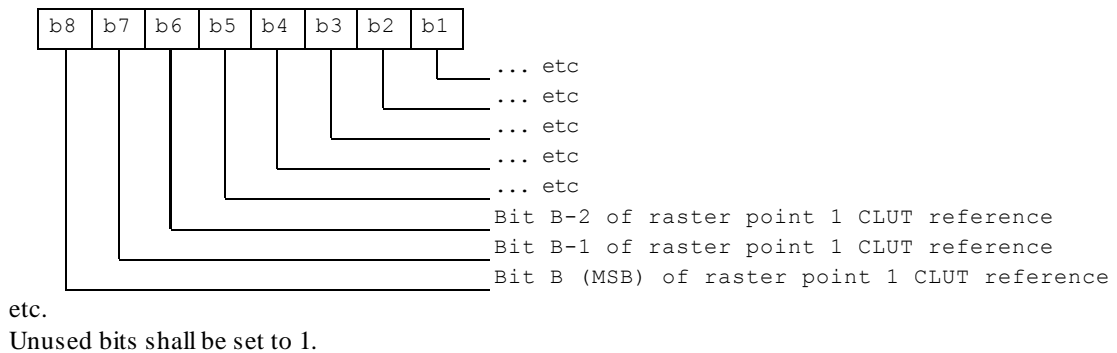 b8 b7 b6 b5 b4 b3 b2 b1
... etc
... etc
... etc
... etc
... etc
Bit B-2 of raster point 1 CLUT reference
Bit B-1 of raster point 1 CLUT reference
Bit B (MSB) of raster point 1 CLUT reference
etc.
Unused bits shall be set to 1.